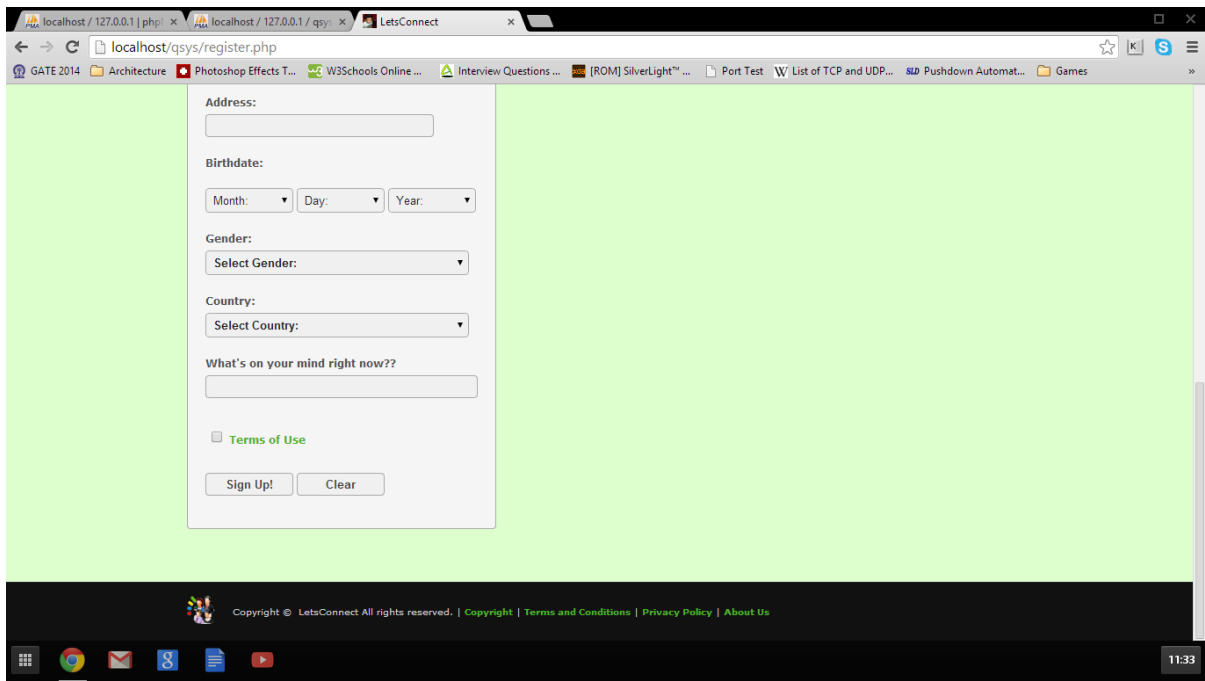 localhost / 127.0.0.1 | php localhost / 127.0.0.1 / qsys LetsConnect
localhost/qsys/register.php
GATE 2014 Architecture Photoshop Effects T... W3Schools Online ... Interview Questions ... [ROM] SilverLight™ ... Port Test List of TCP and UDP... SLD Pushdown Automat... Games »
Address:
Birthdate:
Month: Day: Year:
Gender:
Select Gender:
Country:
Select Country:
What's on your mind right now??
Terms of Use
Sign Up! Clear
Copyright © LetsConnect All rights reserved. | Copyright | Terms and Conditions | Privacy Policy | About Us
11:33